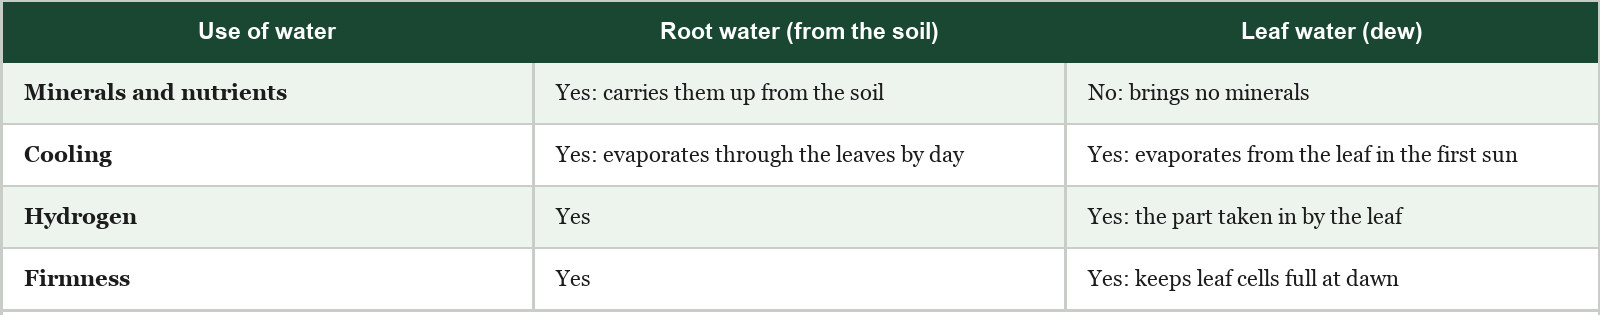 Use of water Root water (from the soil) Leaf water (dew)
Minerals and nutrients Yes: carries them up from the soil No: brings no minerals
Cooling Yes: evaporates through the leaves by day Yes: evaporates from the leaf in the first sun
Hydrogen Yes Yes: the part taken in by the leaf
Firmness Yes Yes: keeps leaf cells full at dawn